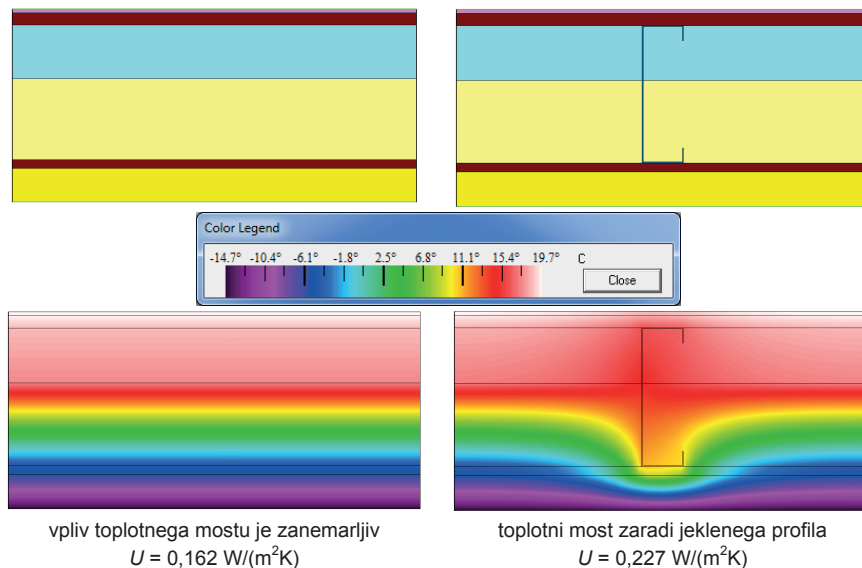 Color Legend
-14.7° -10.4° -6.1° -1.8° 2.5° 6.8° 11.1° 15.4° 19.7° C
Close
vpliv toplotnega mostu je zanemarljiv
U = 0,162 W/(m²K)
toplotni most zaradi jeklenega profila
U = 0,227 W/(m²K)